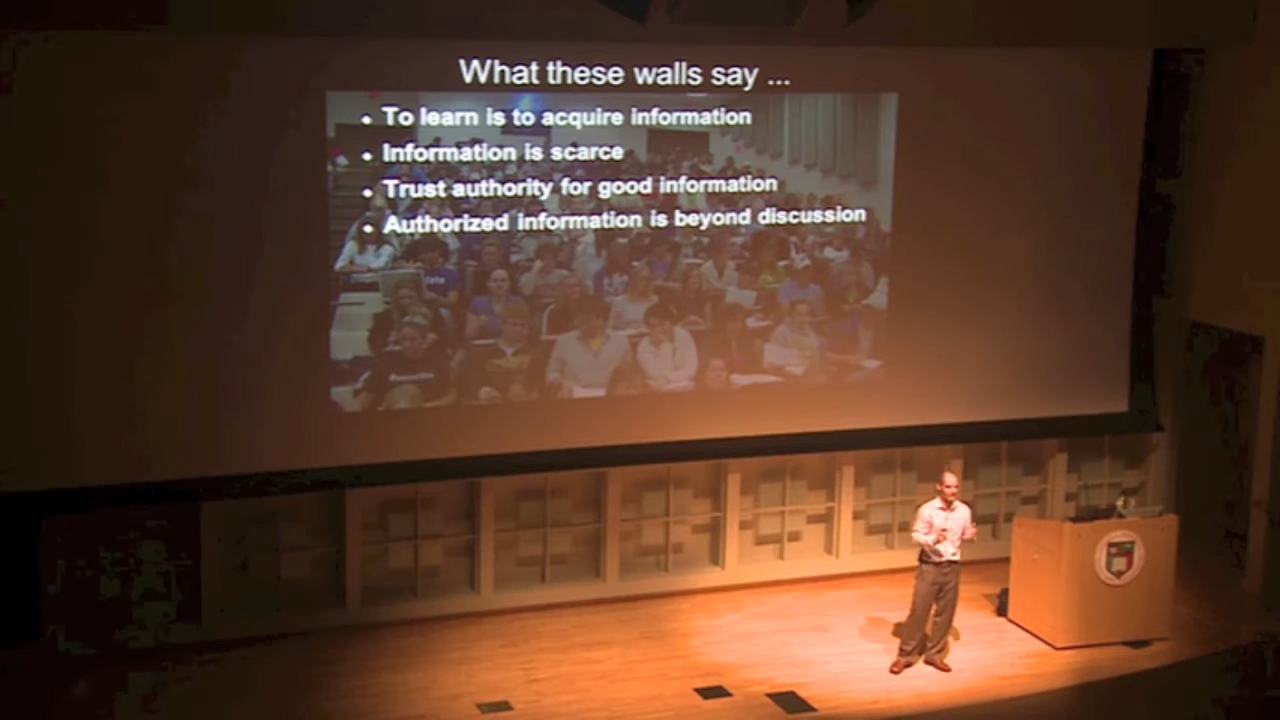 What these walls say ...
• To learn is to acquire information
• Information is scarce
• Trust authority for good information
• Authorized information is beyond discussion